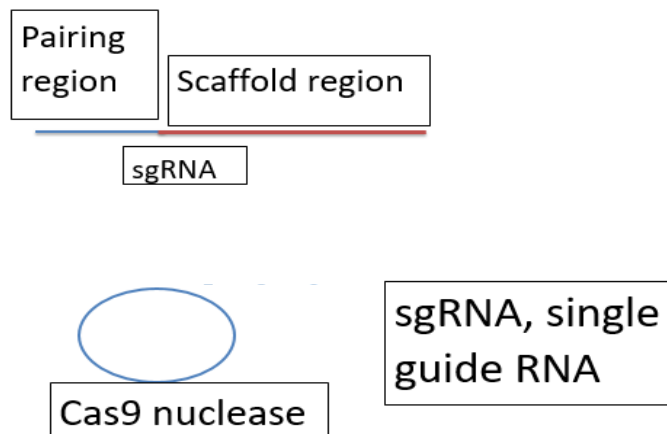 Pairing
region
Scaffold region
sgRNA
sgRNA, single
guide RNA
Cas9 nuclease